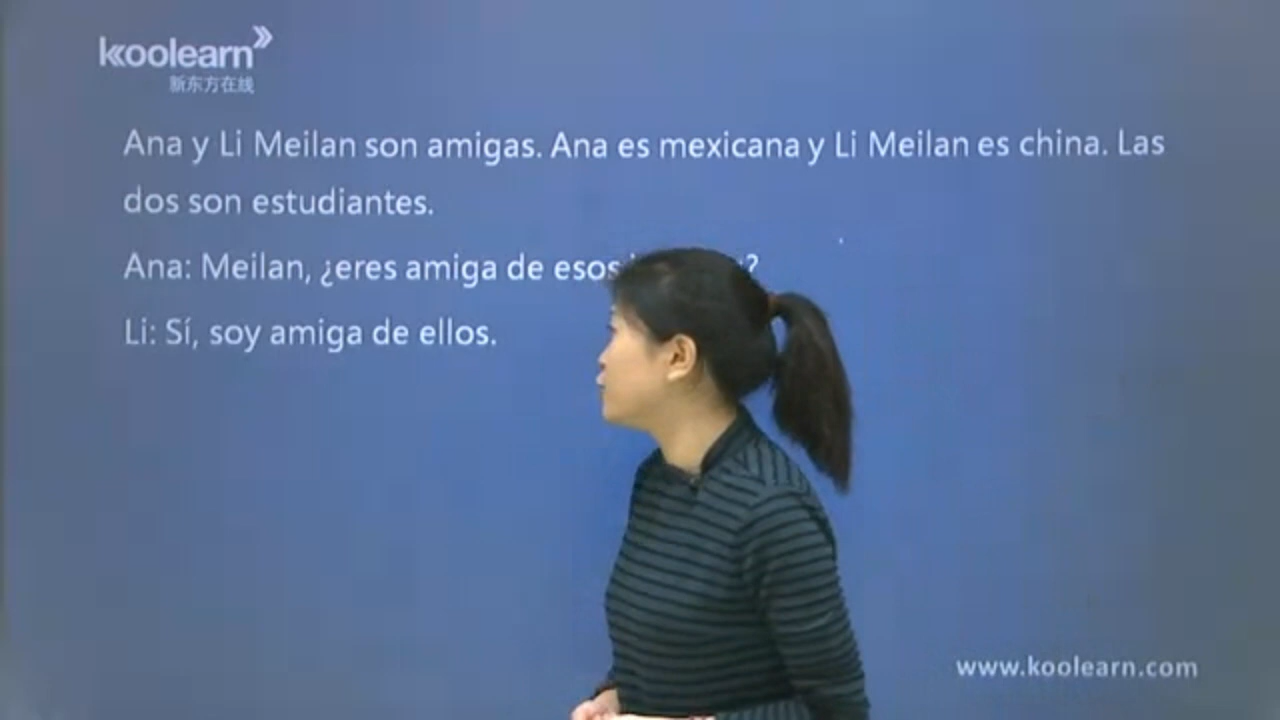 koolearn
新东方在线
Ana y Li Meilan son amigas. Ana es mexicana y Li Meilan es china. Las
dos son estudiantes.
Ana: Meilan, ¿eres amiga de esos ?
Li: Sí, soy amiga de ellos.
www.koolearn.com